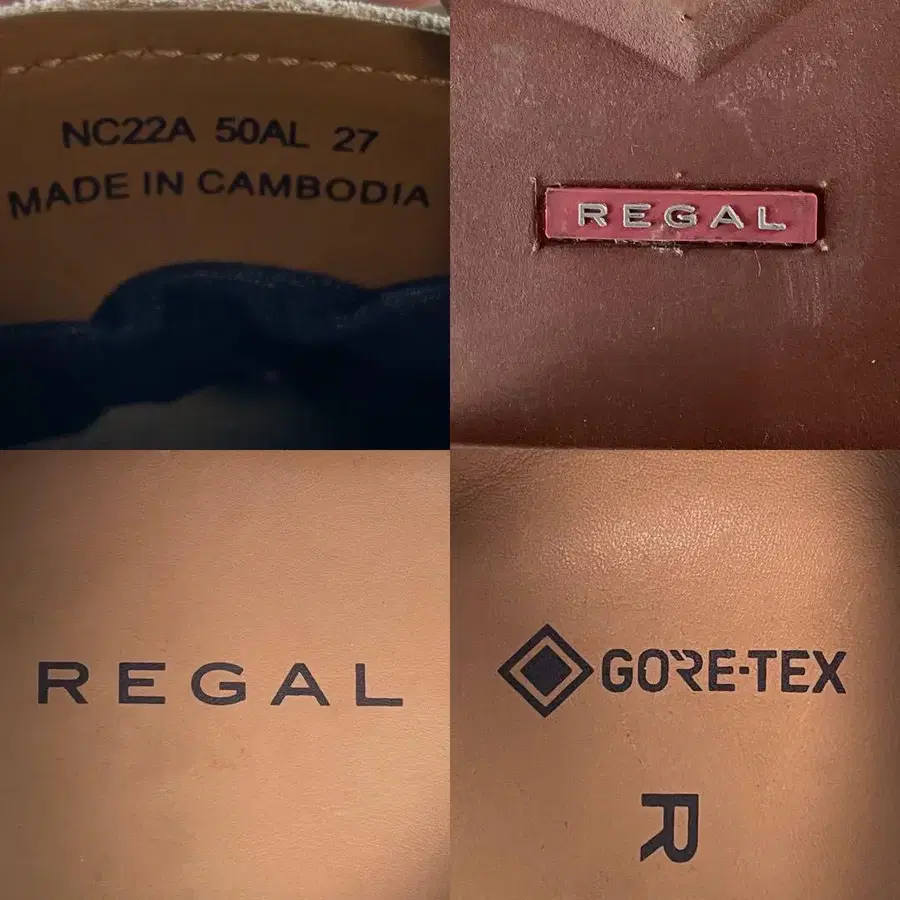 NC22A 50AL 27
MADE IN CAMBODIA
REGAL
REGAL
GORE-TEX
R